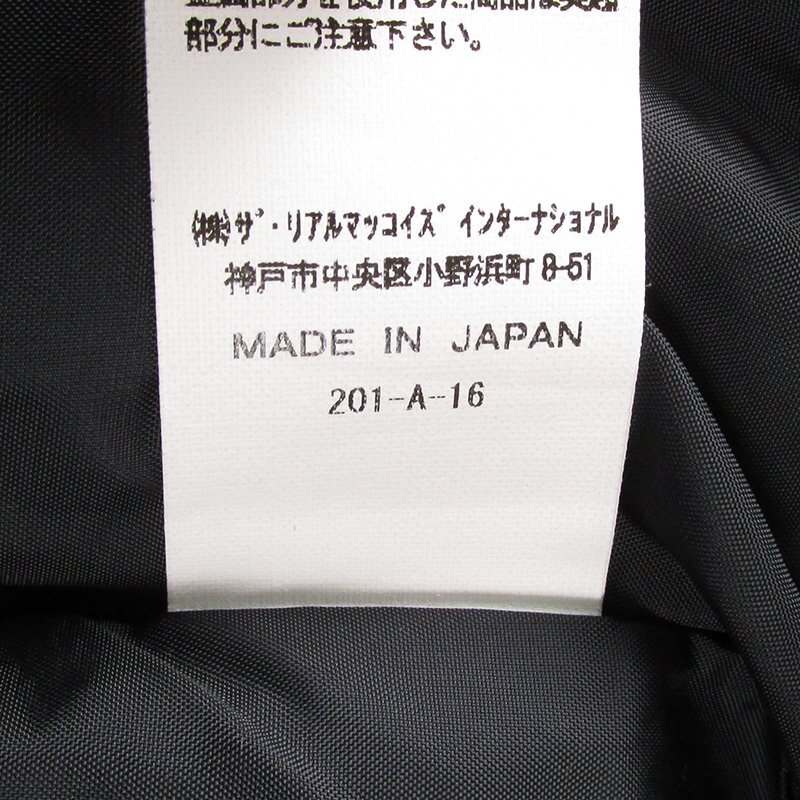 部分にご注意下さい。
㈱ｻﾞ・ﾘｱﾙﾏｯｺｲｽﾞ ｲﾝﾀｰﾅｼｮﾅﾙ
神戸市中央区小野浜町8-51
MADE IN JAPAN
201-A-16